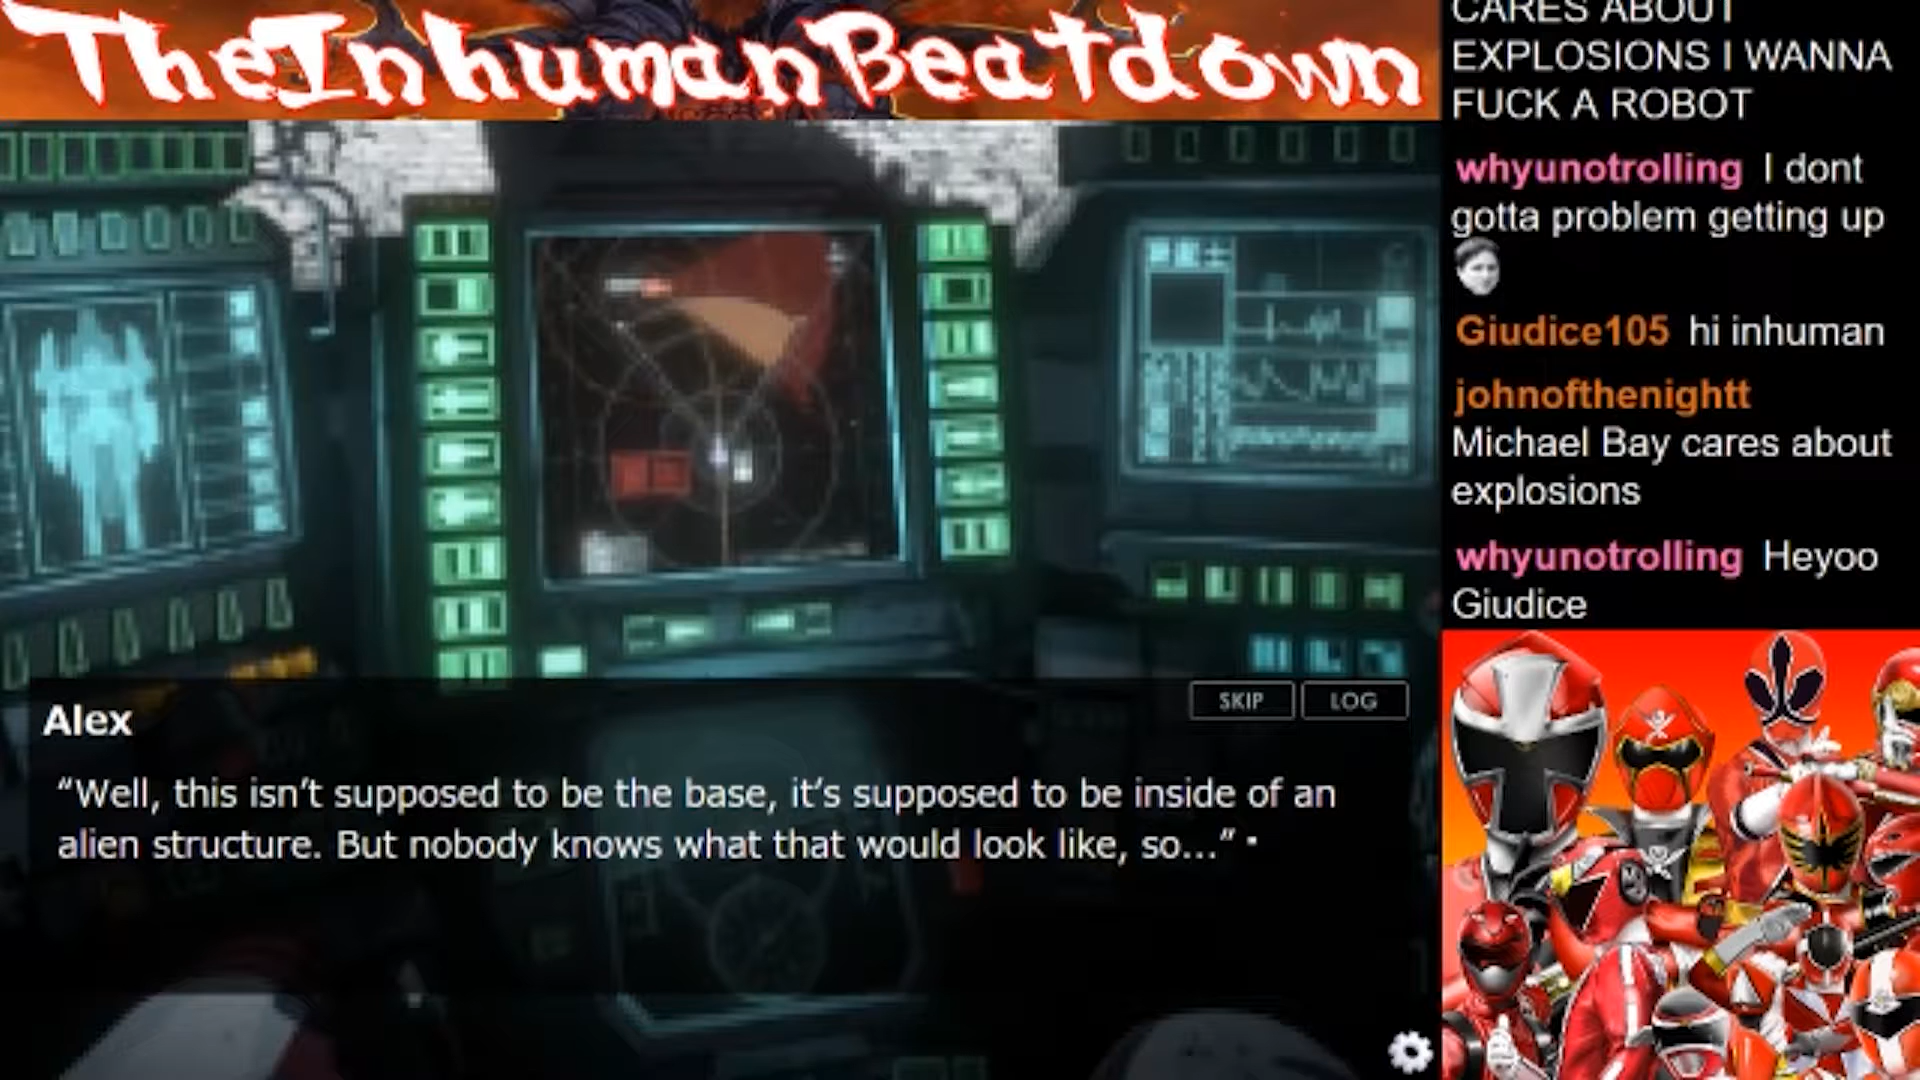 TheInhumanBeatdown
CARES ABOUT
EXPLOSIONS I WANNA
FUCK A ROBOT
whyunotrolling I dont
gotta problem getting up
Giudice105 hi inhuman
johnofthenightt
Michael Bay cares about
explosions
whyunotrolling Heyoo
Giudice
SKIP LOG
Alex
“Well, this isn’t supposed to be the base, it’s supposed to be inside of an
alien structure. But nobody knows what that would look like, so...”